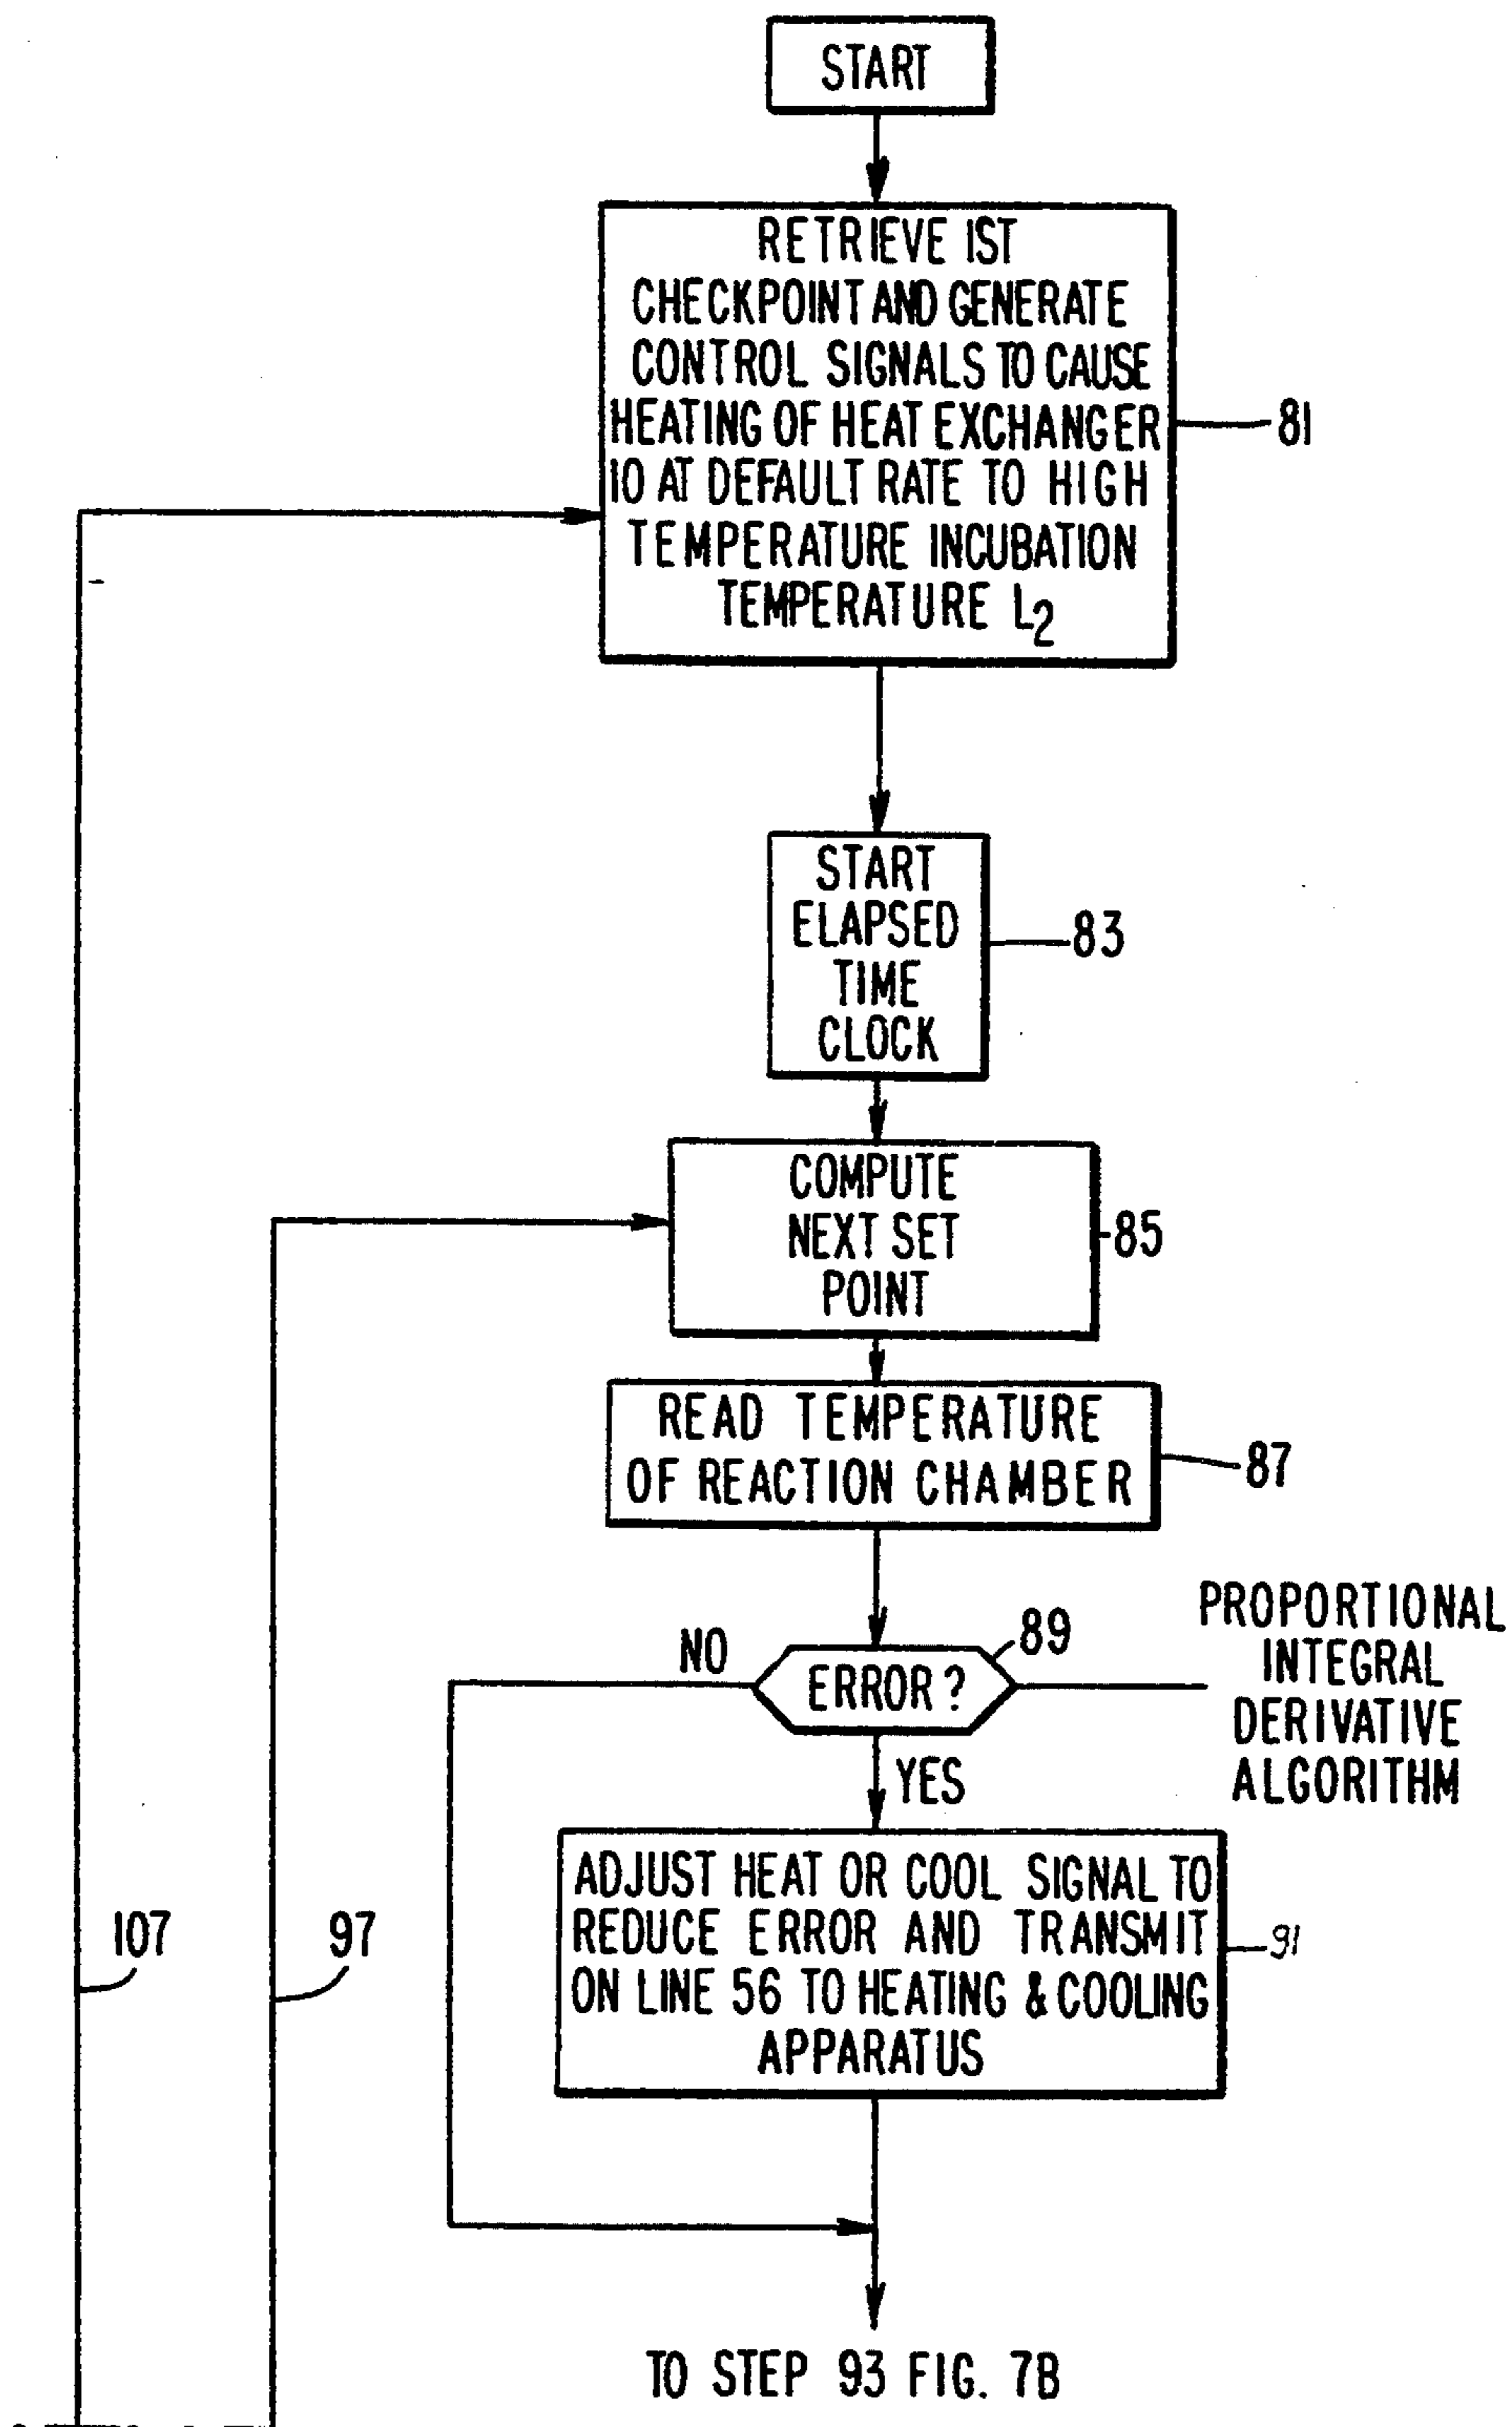 START
RETRIEVE 1ST
CHECKPOINT AND GENERATE
CONTROL SIGNALS TO CAUSE
HEATING OF HEAT EXCHANGER
10 AT DEFAULT RATE TO HIGH
TEMPERATURE INCUBATION
TEMPERATURE L2
81
START
ELAPSED
TIME
CLOCK
83
COMPUTE
NEXT SET
POINT
85
READ TEMPERATURE
OF REACTION CHAMBER
87
NO
ERROR?
89
PROPORTIONAL
INTEGRAL
DERIVATIVE
ALGORITHM
YES
ADJUST HEAT OR COOL SIGNAL TO
REDUCE ERROR AND TRANSMIT
ON LINE 56 TO HEATING & COOLING
APPARATUS
91
107
97
TO STEP 93 FIG. 7B